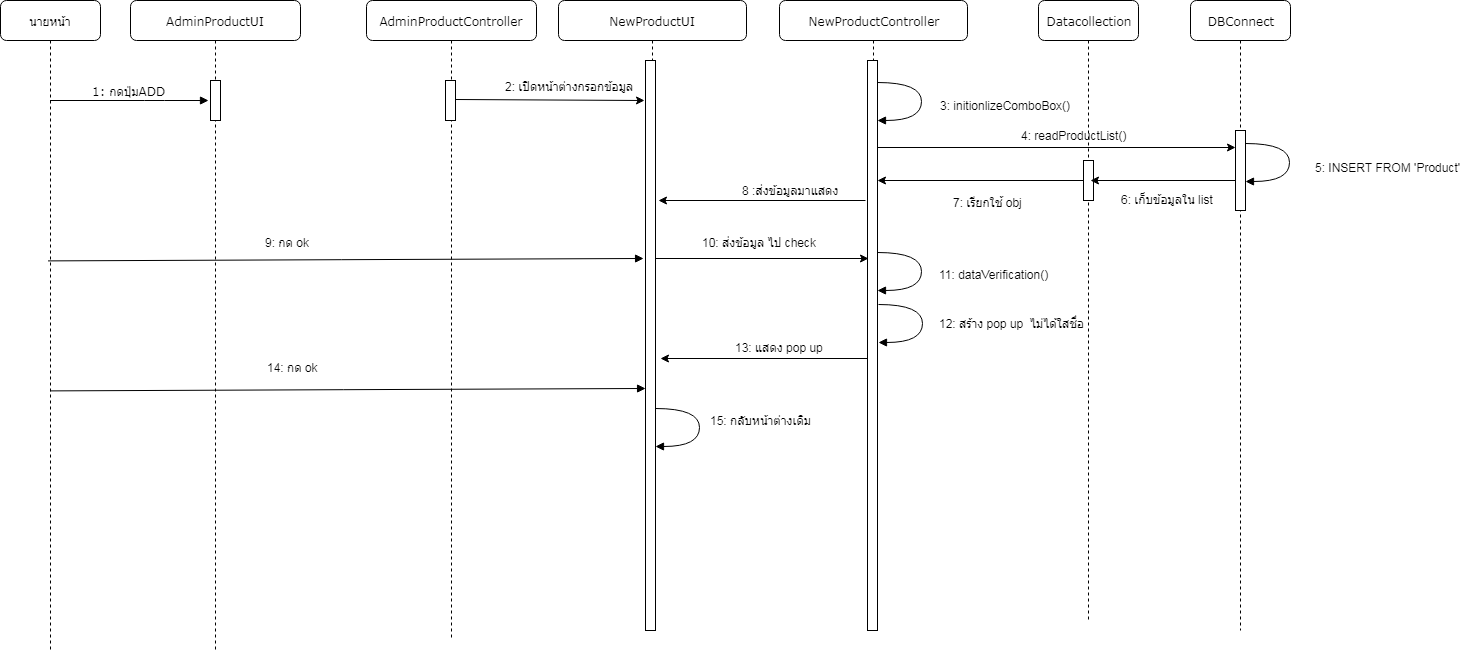 นายหน้า
AdminProductUI
AdminProductController
NewProductUI
NewProductController
Datacollection
DBConnect
1: กดปุ่มADD
2: เปิดหน้าต่างกรอกข้อมูล
3: initionlizeComboBox()
4: readProductList()
5: INSERT FROM 'Product'
6: เก็บข้อมูลใน list
7: เรียกใช้ obj
8 :ส่งข้อมูลมาแสดง
9: กด ok
10: ส่งข้อมูล ไป check
11: dataVerification()
12: สร้าง pop up ไม่ได้ใส่ชื่อ
13: แสดง pop up
14: กด ok
15: กลับหน้าต่างเดิม